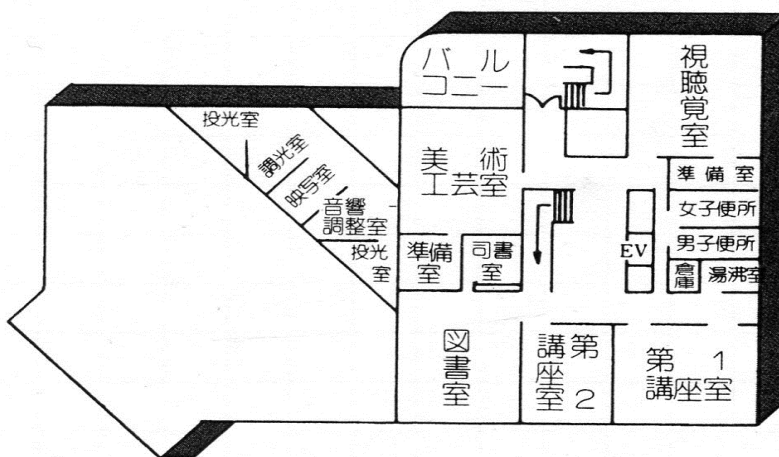 バル
コニー
視聴覚室
投光室
調光室
映写室
音響
調整室
投光
室
美術
工芸室
準備
室
司書
室
準備室
女子便所
男子便所
EV
倉庫
湯沸室
図書室
第2
講座室
第1
講座室